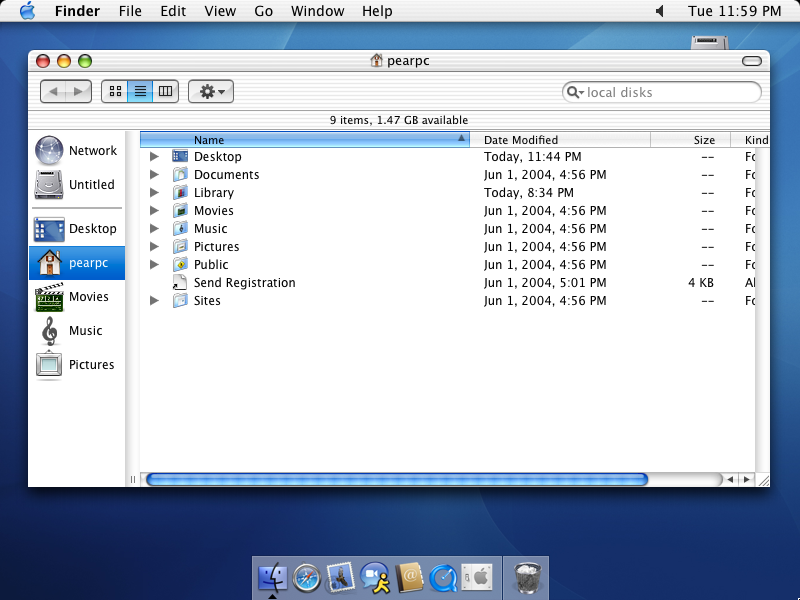 Finder File Edit View Go Window Help Tue 11:59 PM
pearpc
local disks
9 items, 1.47 GB available
Network
Untitled
Desktop
pearpc
Movies
Music
Pictures
Name Date Modified Size Kind
Desktop Today, 11:44 PM --
Documents Jun 1, 2004, 4:56 PM --
Library Today, 8:34 PM --
Movies Jun 1, 2004, 4:56 PM --
Music Jun 1, 2004, 4:56 PM --
Pictures Jun 1, 2004, 4:56 PM --
Public Jun 1, 2004, 4:56 PM --
Send Registration Jun 1, 2004, 5:01 PM 4 KB
Sites Jun 1, 2004, 4:56 PM --